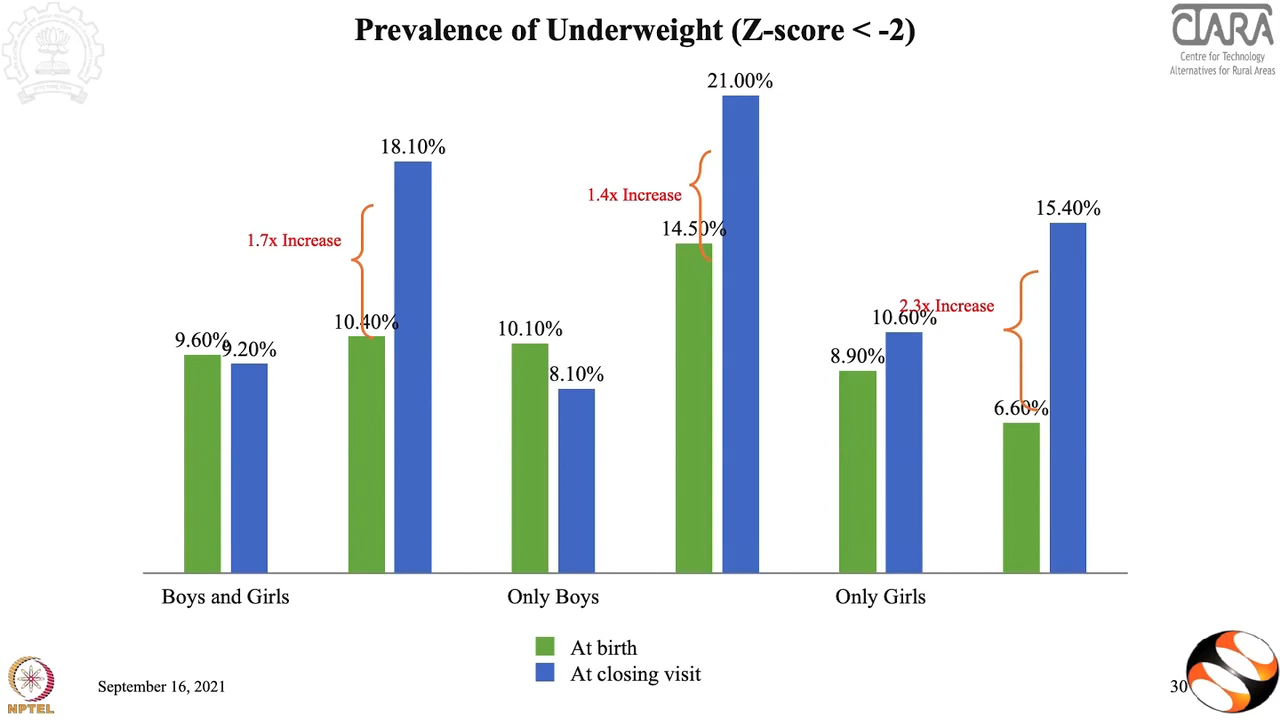 Prevalence of Underweight (Z-score < -2)
CTARA
Centre for Technology
Alternatives for Rural Areas
21.00%
18.10%
1.4x Increase
14.50%
15.40%
1.7x Increase
2.3x Increase
10.40%
10.10%
10.60%
9.60%
9.20%
8.90%
8.10%
6.60%
Boys and Girls
Only Boys
Only Girls
At birth
At closing visit
September 16, 2021
30
NPTEL